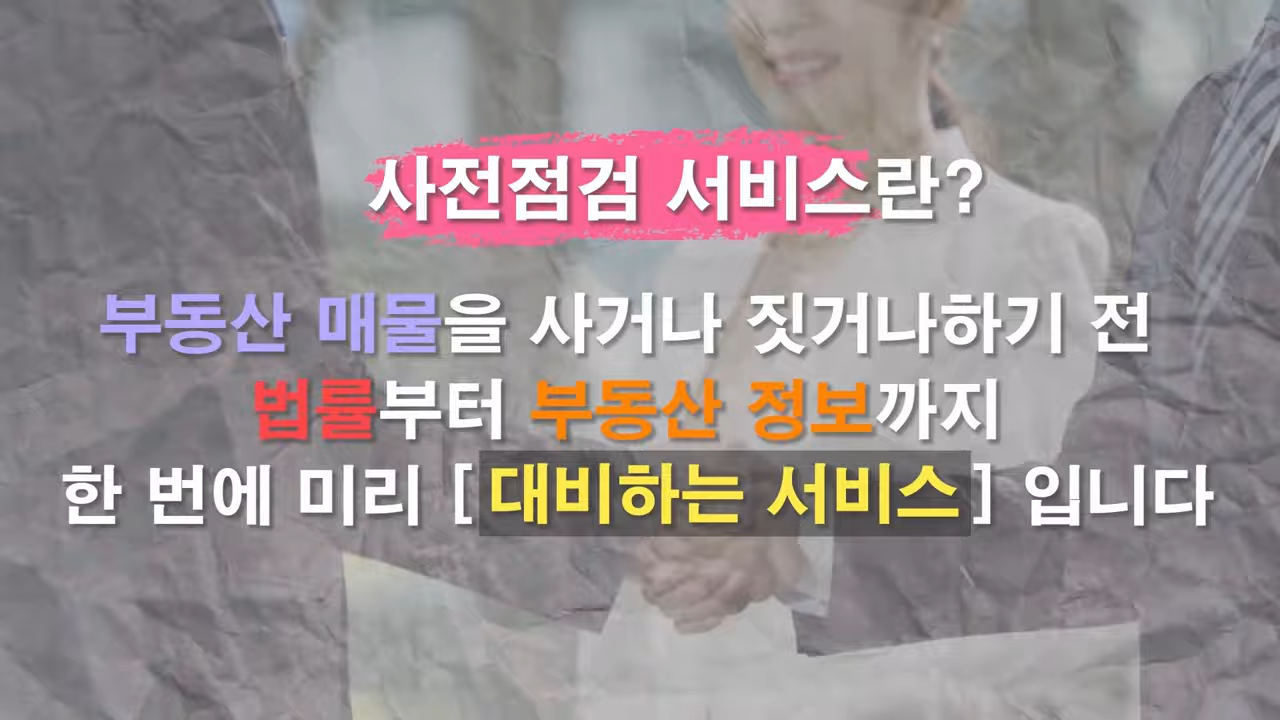 사전점검 서비스란?
부동산 매물을 사거나 짓거나하기 전
법률부터 부동산 정보까지
한 번에 미리 [대비하는 서비스] 입니다